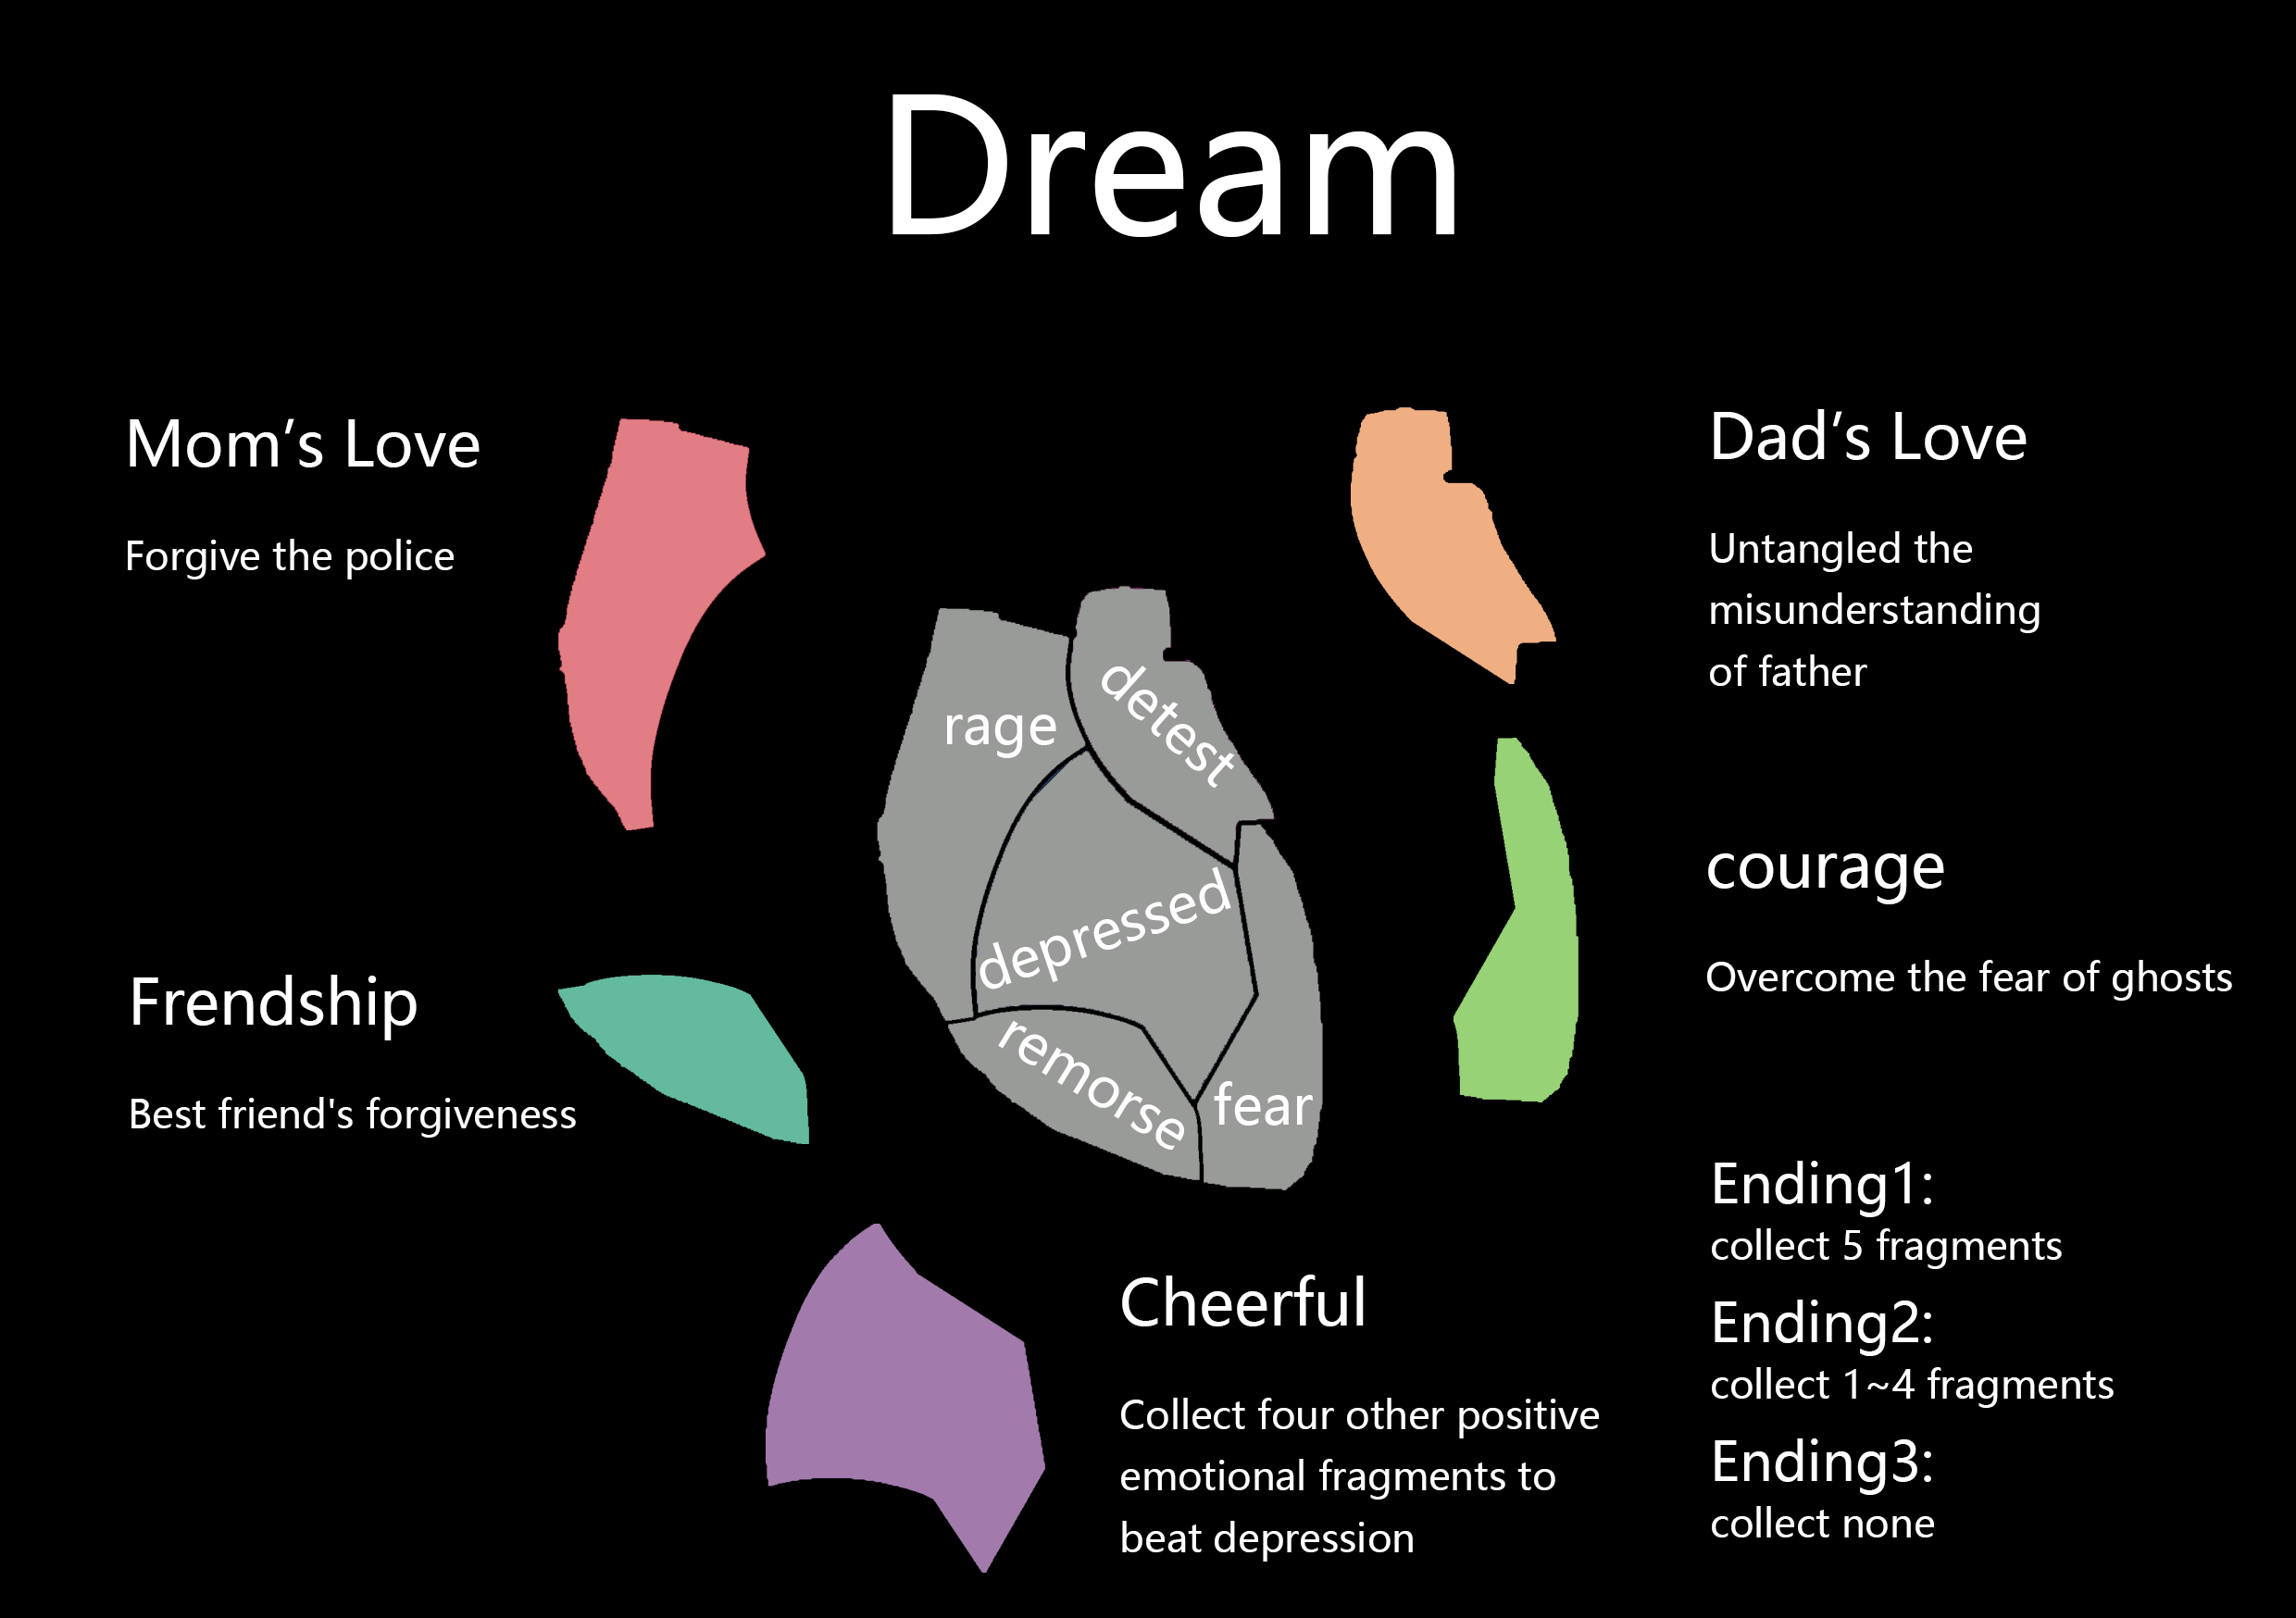 Dream
Mom’s Love
Forgive the police
Dad’s Love
Untangled the
misunderstanding
of father
rage
detest
depressed
remorse
fear
courage
Overcome the fear of ghosts
Frendship
Best friend's forgiveness
Cheerful
Collect four other positive
emotional fragments to
beat depression
Ending1:
collect 5 fragments
Ending2:
collect 1~4 fragments
Ending3:
collect none